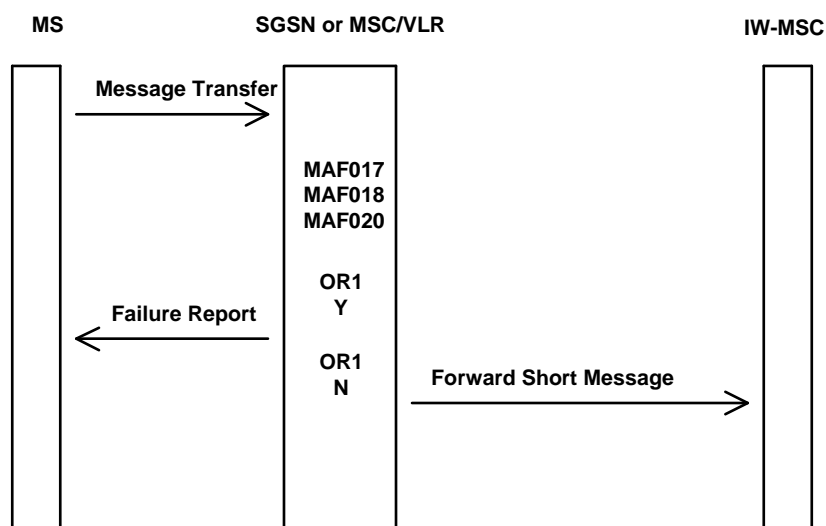 MS
SGSN or MSC/VLR
IW-MSC
Message Transfer
MAF017
MAF018
MAF020
OR1
Y
Failure Report
OR1
N
Forward Short Message